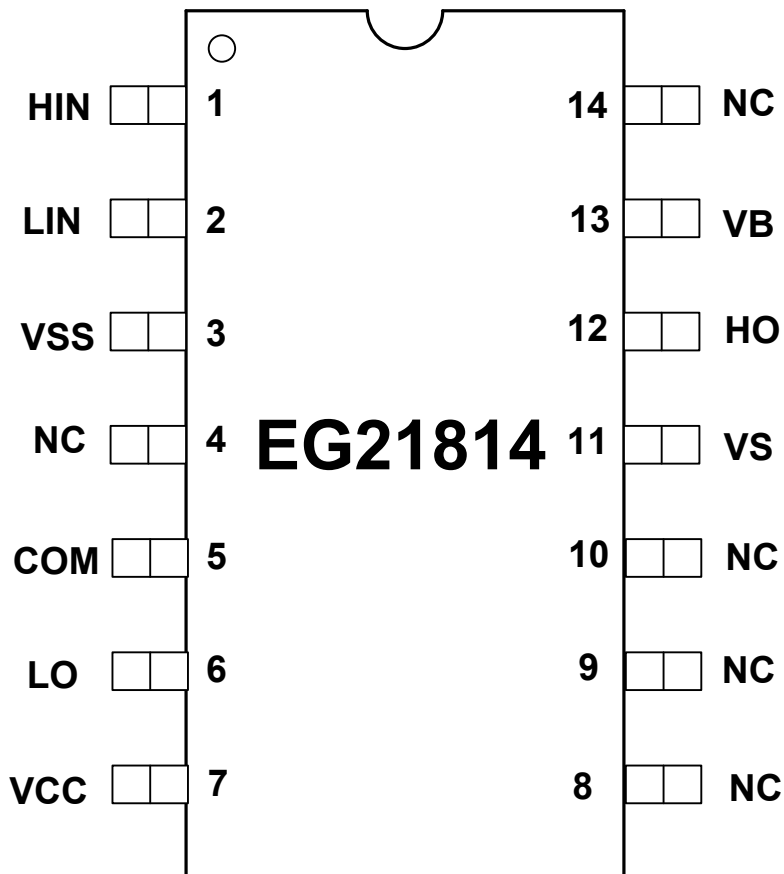 HIN 1 14 NC
LIN 2 13 VB
VSS 3 12 HO
NC 4 EG21814 11 VS
COM 5 10 NC
LO 6 9 NC
VCC 7 8 NC